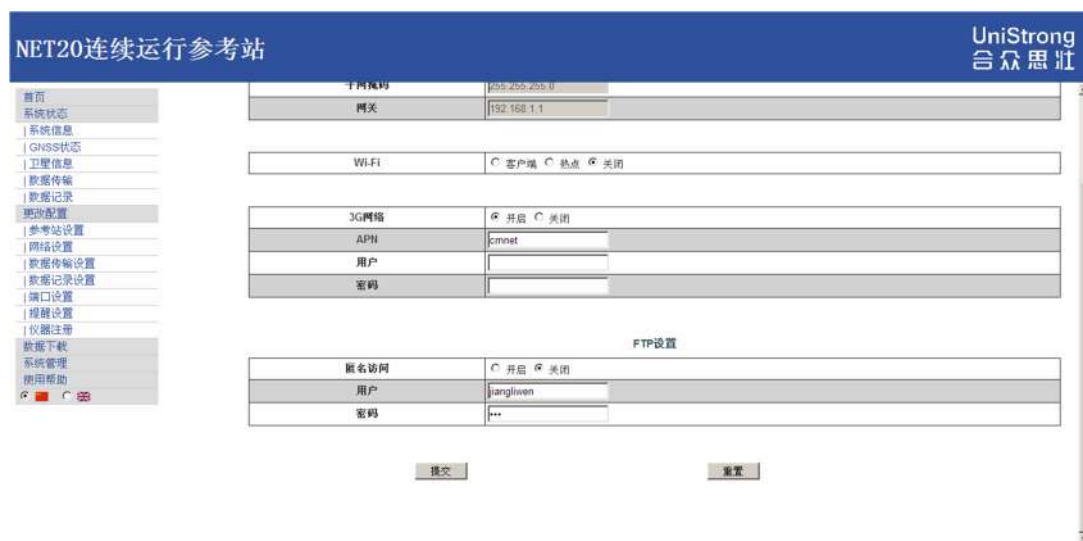 NET20连续运行参考站
UniStrong
合众思壮
首页
系统状态
| 系统信息
| GNSS状态
| 卫星信息
| 数据传输
| 数据记录
更改配置
| 参考站设置
| 网络设置
| 数据传输设置
| 数据记录设置
| 端口设置
| 提醒设置
| 仪器注册
数据下载
系统管理
使用帮助
子网掩码 255.255.255.0
网关 192.168.1.1
Wi-Fi 客户端 热点 关闭
3G网络 开启 关闭
APN cmnet
用户
密码
FTP设置
匿名访问 开启 关闭
用户 jiangliwen
密码 •••
提交 重置